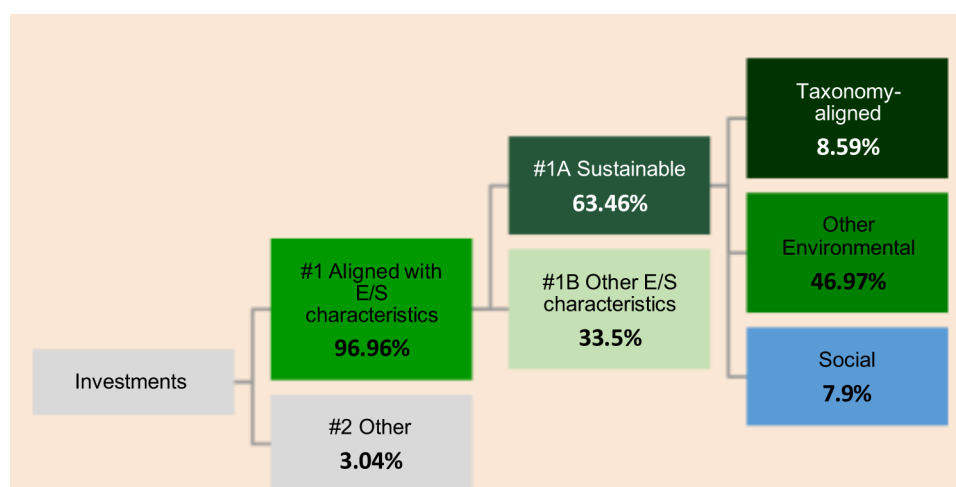 Investments
#1 Aligned with
E/S
characteristics
96.96%
#2 Other
3.04%
#1A Sustainable
63.46%
#1B Other E/S
characteristics
33.5%
Taxonomy-
aligned
8.59%
Other
Environmental
46.97%
Social
7.9%